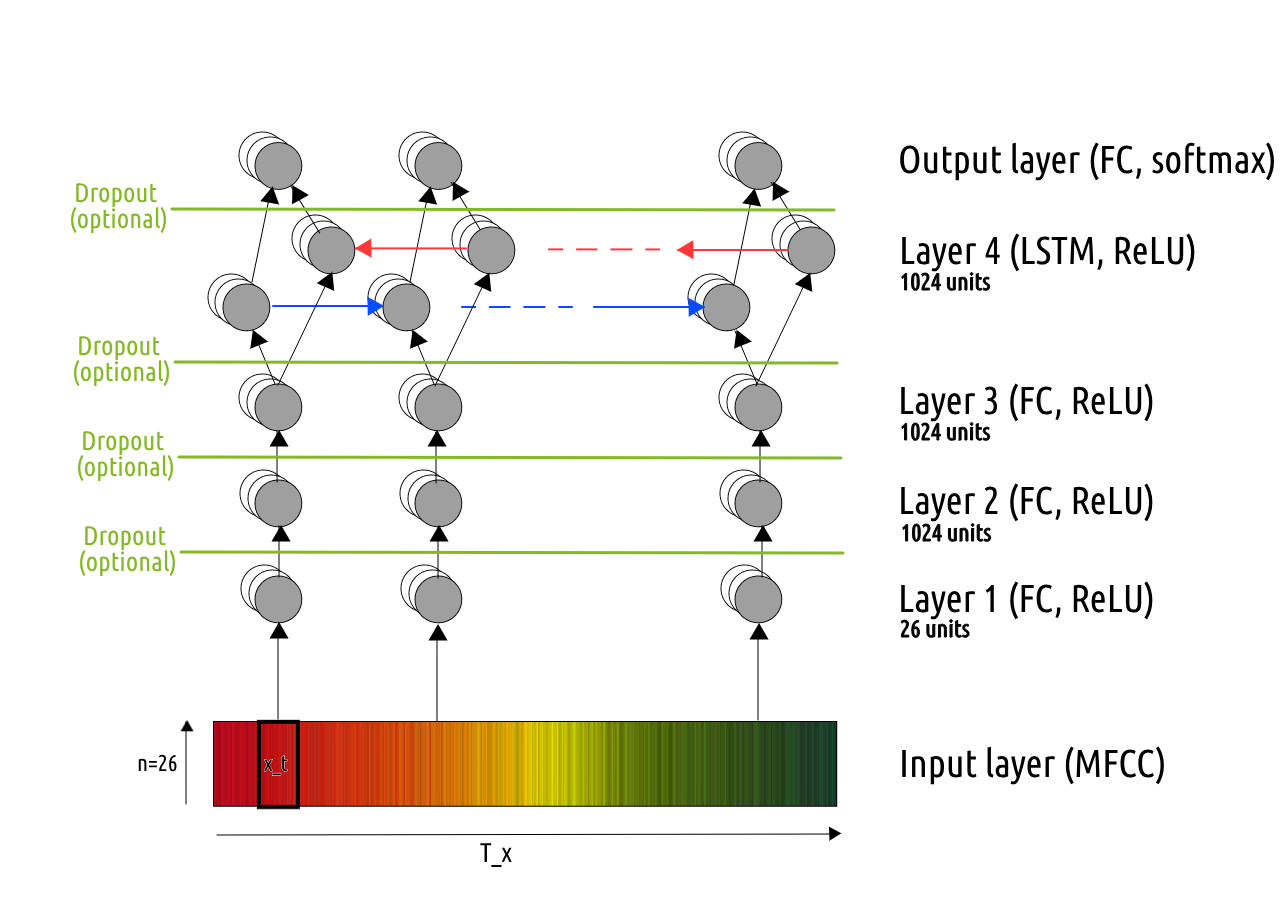 Output layer (FC, softmax)
Dropout
(optional)
Layer 4 (LSTM, ReLU)
1024 units
Dropout
(optional)
Layer 3 (FC, ReLU)
1024 units
Dropout
(optional)
Layer 2 (FC, ReLU)
1024 units
Dropout
(optional)
Layer 1 (FC, ReLU)
26 units
n=26
x_t
Input layer (MFCC)
T_x